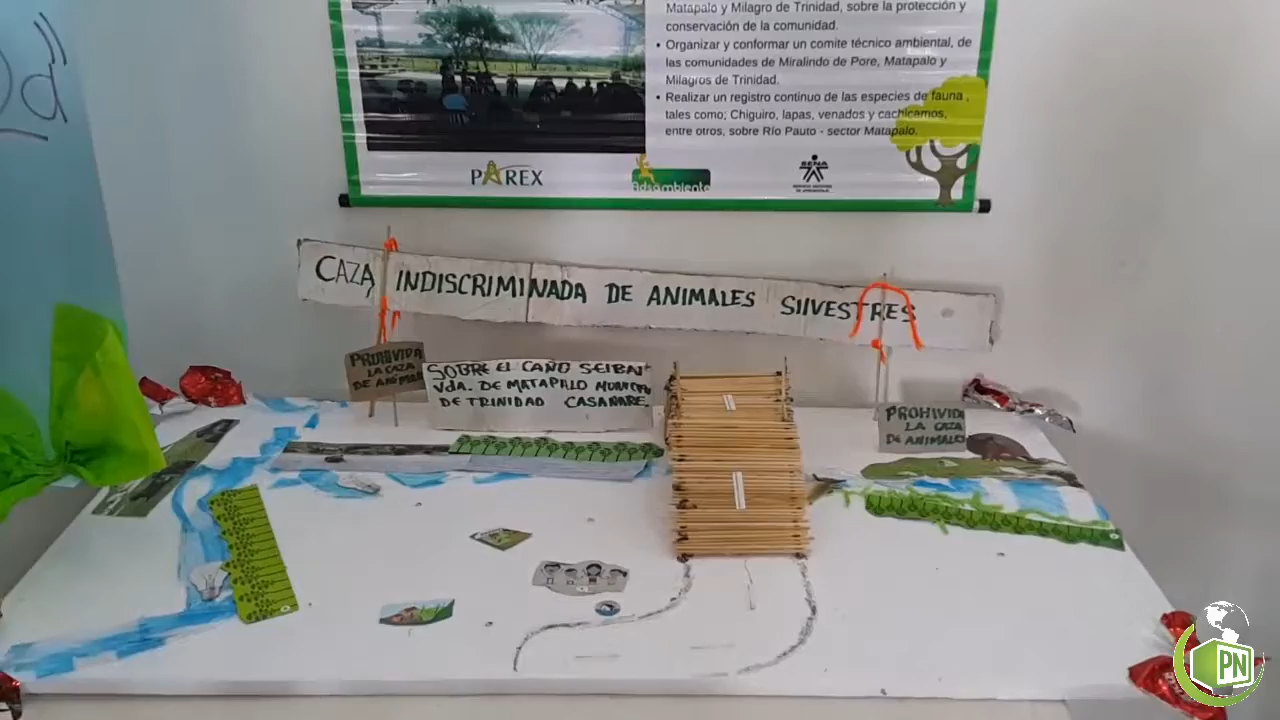 Matapalo y Milagro de Trinidad, sobre la protección y
conservación de la comunidad.
• Organizar y conformar un comite técnico ambiental, de
las comunidades de Miralindo de Pore, Matapalo y
Milagros de Trinidad.
• Realizar un registro continuo de las especies de fauna ,
tales como; Chiguiro, lapas, venados y cachicamos,
entre otros, sobre Río Pauto - sector Matapalo.
PAREX
Adsambiente
SENA
da"
CAZA INDISCRIMINADA DE ANIMALES SILVESTRES
PROHIVIDA
LA CAZA
DE ANIMAL
SOBRE EL CAÑO SEIBA
VDA. DE MATAPALO MUNICIPI
DE TRINIDAD CASANARE.
PROHIVIDA
LA CAZA
DE ANIMALES
PN